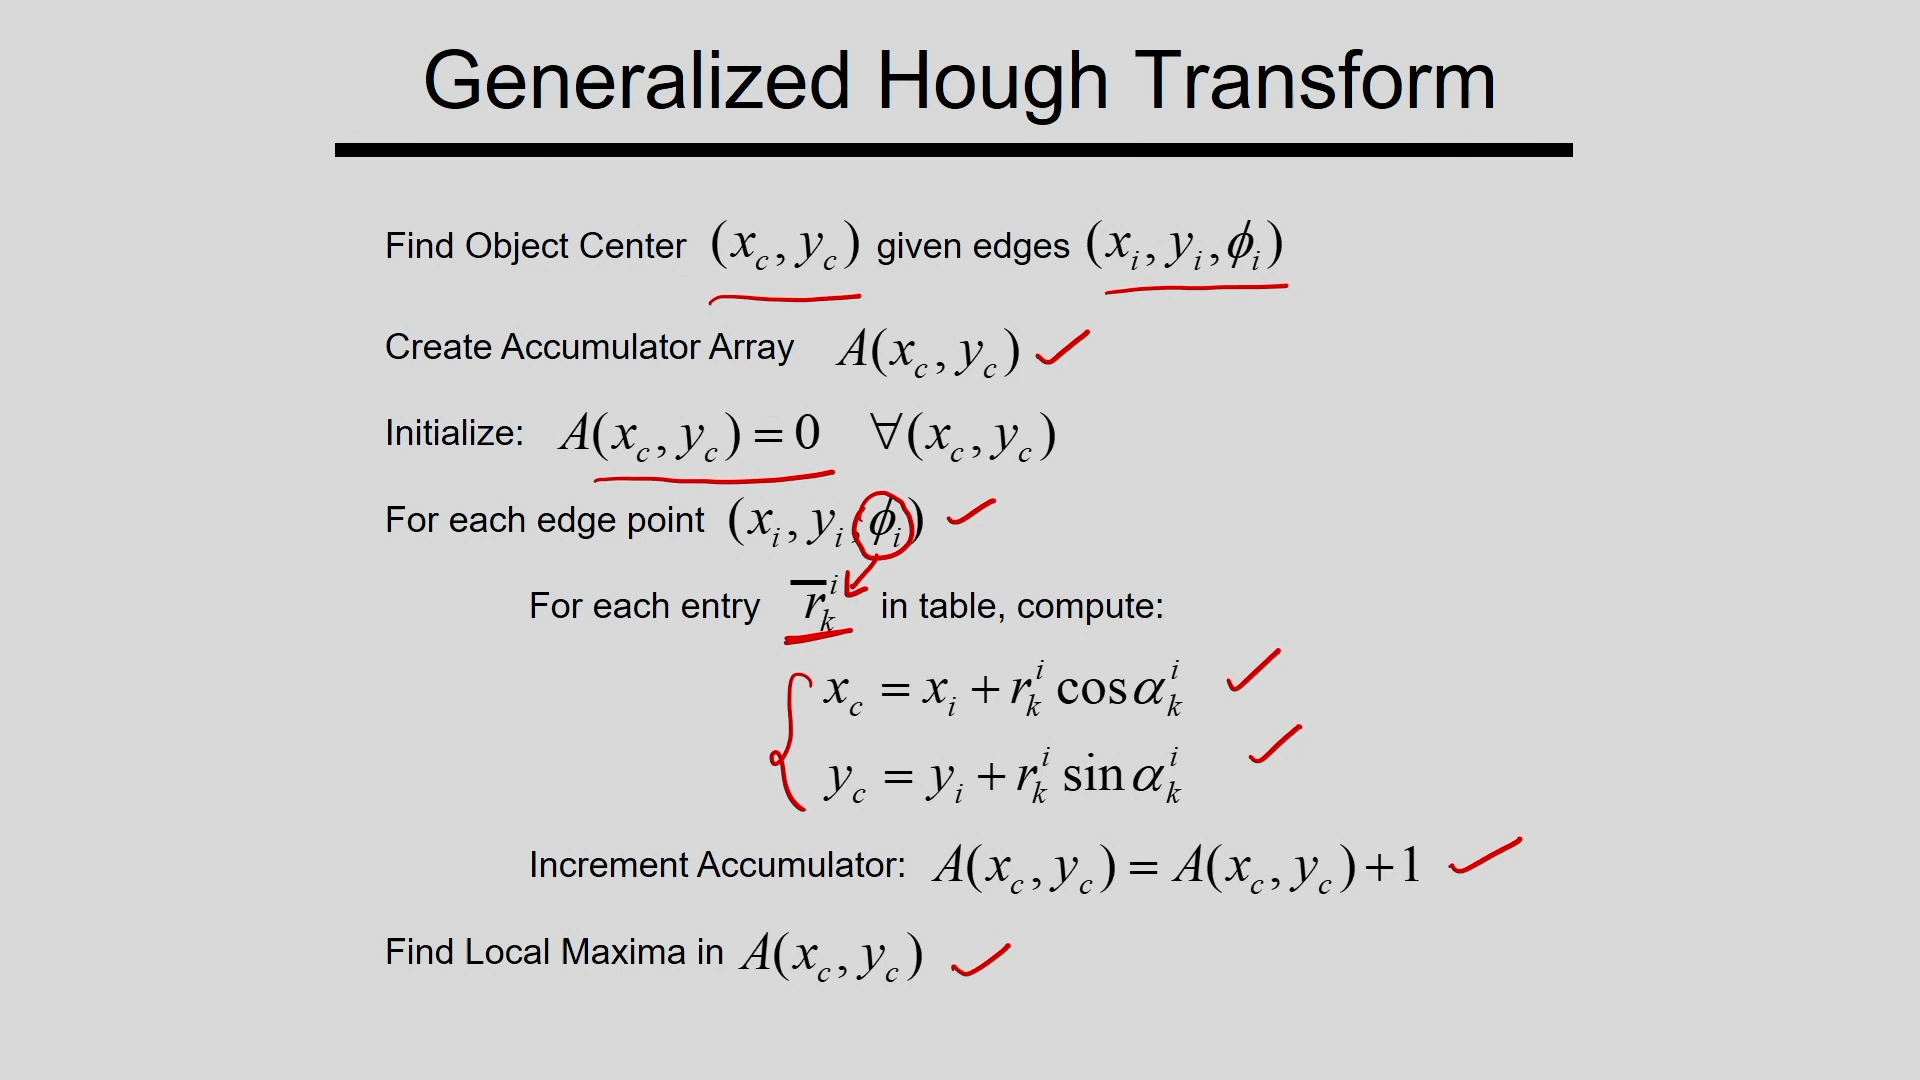 Generalized Hough Transform
Find Object Center (x_c, y_c) given edges (x_i, y_i, ϕ_i)
Create Accumulator Array A(x_c, y_c)
Initialize: A(x_c, y_c) = 0 ∀(x_c, y_c)
For each edge point (x_i, y_i, ϕ_i)
For each entry r̅_k^i in table, compute:
x_c = x_i + r_k^i cos α_k^i
y_c = y_i + r_k^i sin α_k^i
Increment Accumulator: A(x_c, y_c) = A(x_c, y_c) + 1
Find Local Maxima in A(x_c, y_c)